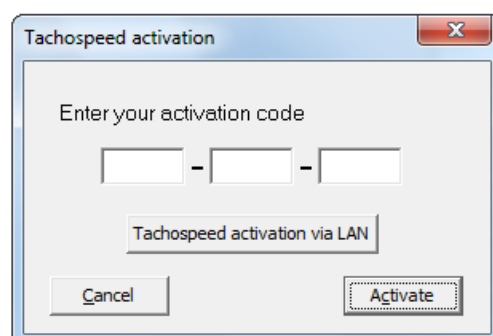 Tachospeed activation
Enter your activation code
– –
Tachospeed activation via LAN
Cancel Activate